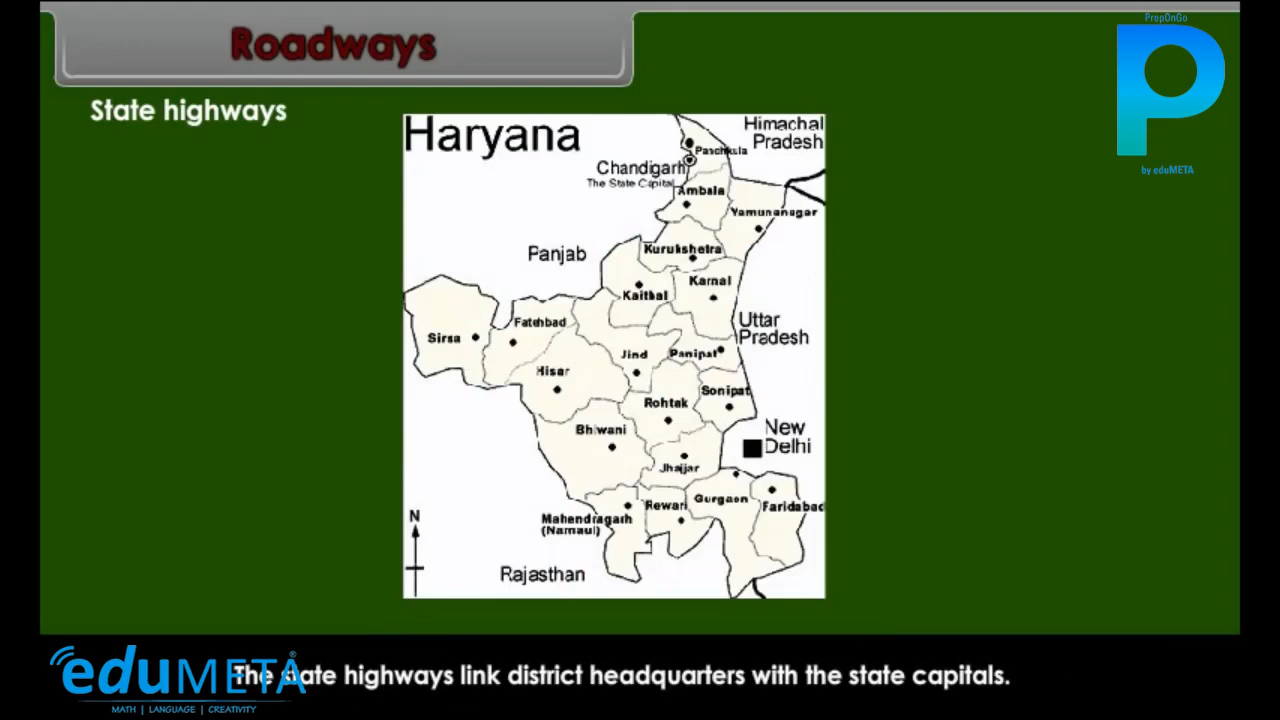 Roadways
PropOnGo
P
by eduMETA
State highways
Haryana
Himachal
Pradesh
Panchkula
Chandigarh
The State Capital
Ambala
Yamunanagar
Panjab
Kurukshetra
Kaithal
Karnal
Sirsa
Fatehbad
Uttar
Pradesh
Jind
Panipat
Hisar
Sonipat
Rohtak
Bhiwani
New
Delhi
Jhajjar
Mahendragarh
(Narnaul)
Rewari
Gurgaon
Faridabad
N
Rajasthan
eduMETA®
MATH | LANGUAGE | CREATIVITY
The state highways link district headquarters with the state capitals.